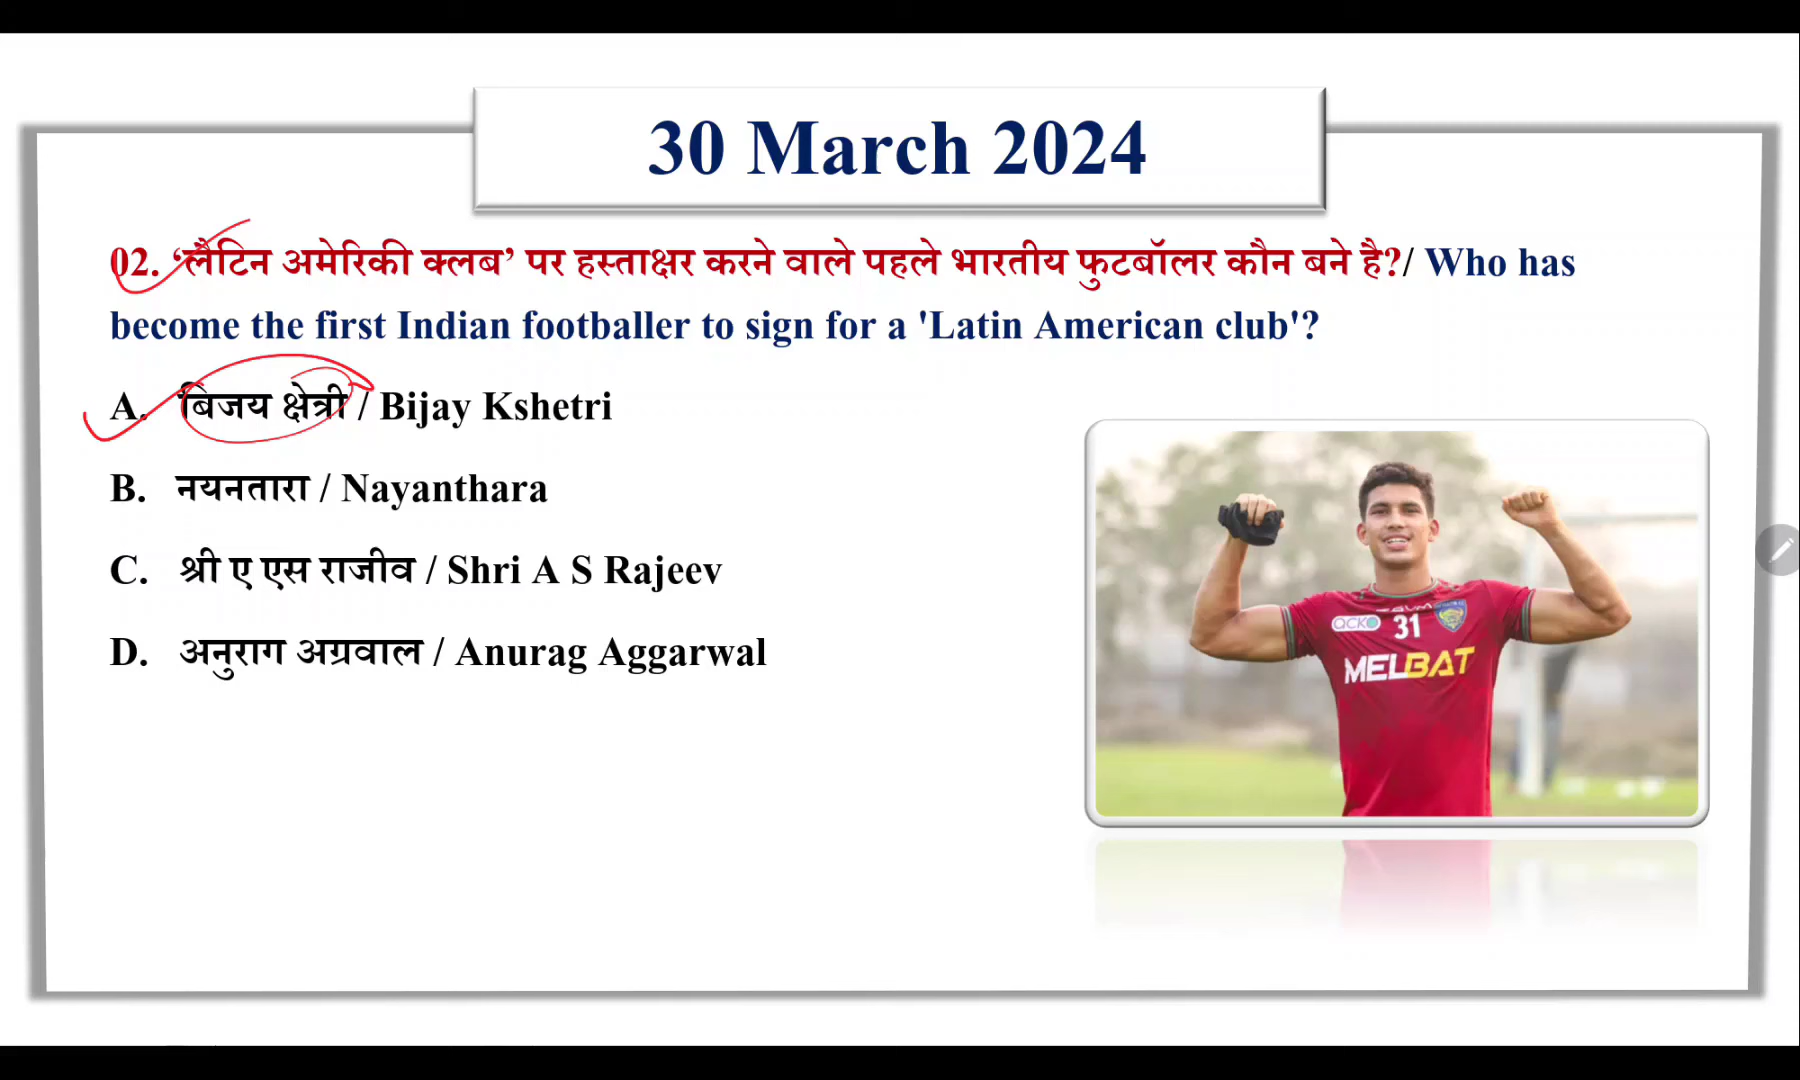 30 March 2024
02. ‘लैटिन अमेरिकी क्लब’ पर हस्ताक्षर करने वाले पहले भारतीय फुटबॉलर कौन बने है?/ Who has
become the first Indian footballer to sign for a 'Latin American club'?
A. बिजय क्षेत्री / Bijay Kshetri
B. नयनतारा / Nayanthara
C. श्री ए एस राजीव / Shri A S Rajeev
D. अनुराग अग्रवाल / Anurag Aggarwal
ACKO 31
MELBAT